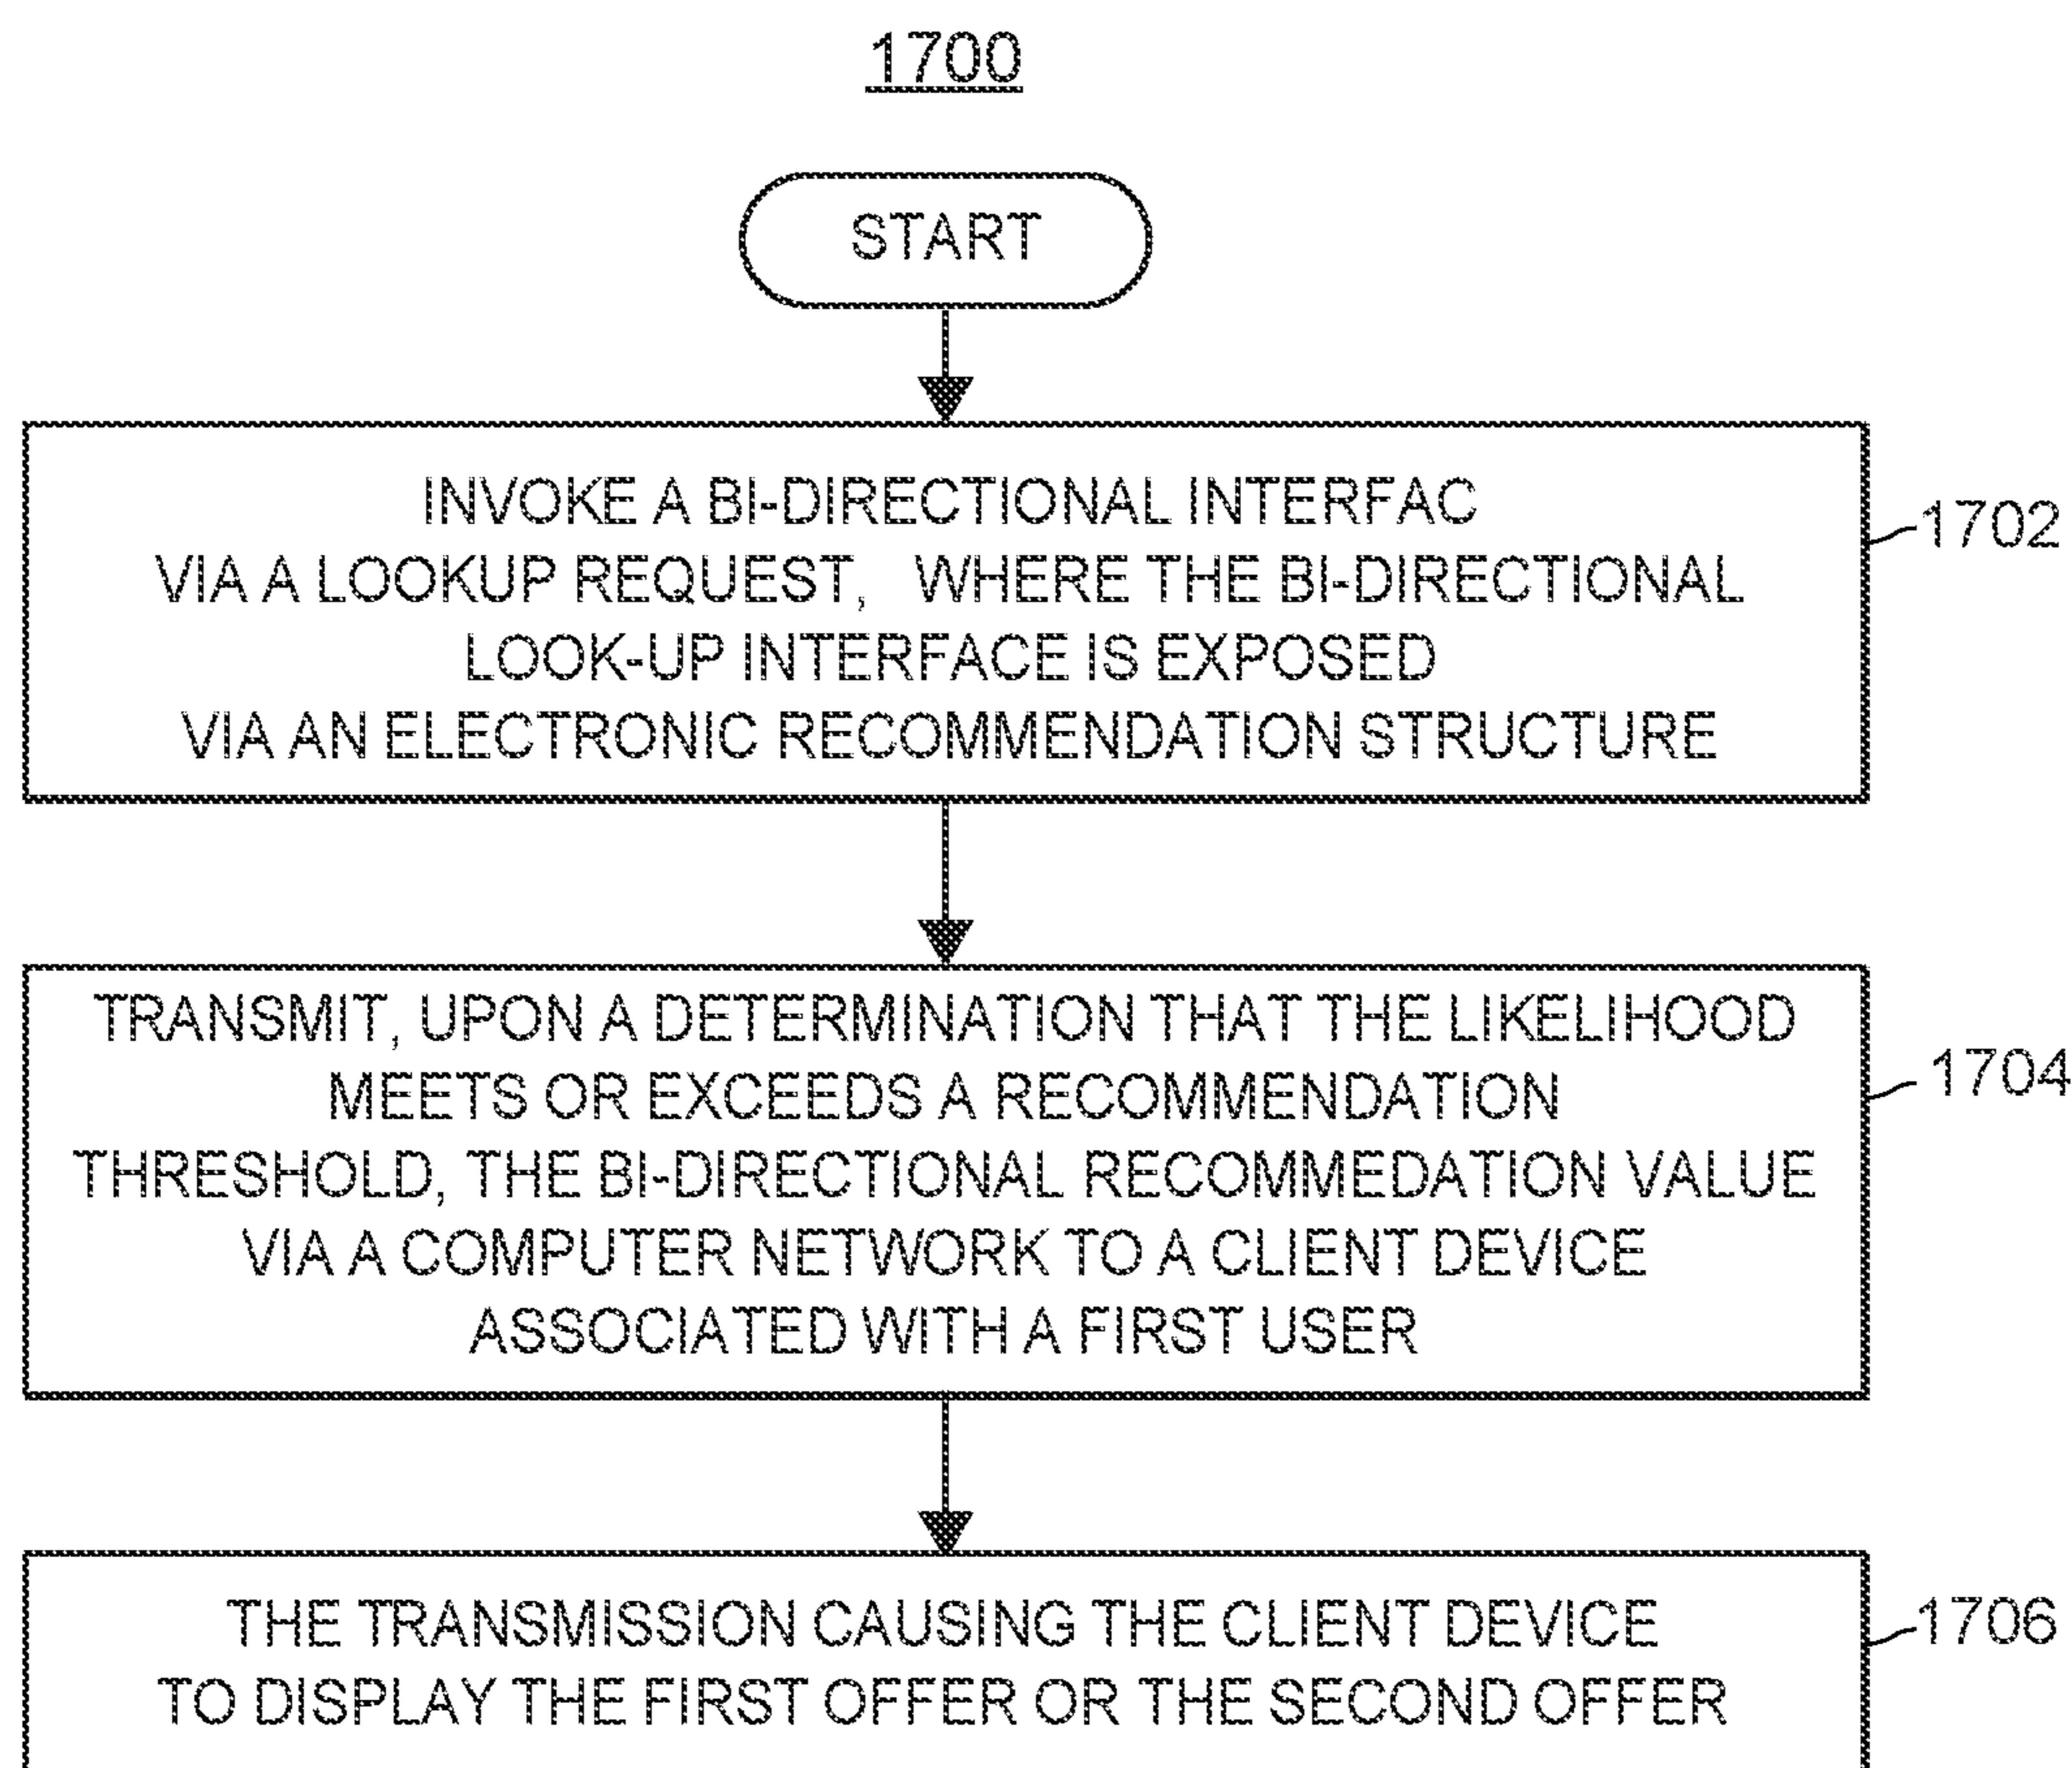 1700
START
INVOKE A BI-DIRECTIONAL INTERFAC
VIA A LOOKUP REQUEST, WHERE THE BI-DIRECTIONAL
LOOK-UP INTERFACE IS EXPOSED
VIA AN ELECTRONIC RECOMMENDATION STRUCTURE
1702
TRANSMIT, UPON A DETERMINATION THAT THE LIKELIHOOD
MEETS OR EXCEEDS A RECOMMENDATION
THRESHOLD, THE BI-DIRECTIONAL RECOMMEDATION VALUE
VIA A COMPUTER NETWORK TO A CLIENT DEVICE
ASSOCIATED WITH A FIRST USER
1704
THE TRANSMISSION CAUSING THE CLIENT DEVICE
TO DISPLAY THE FIRST OFFER OR THE SECOND OFFER
1706